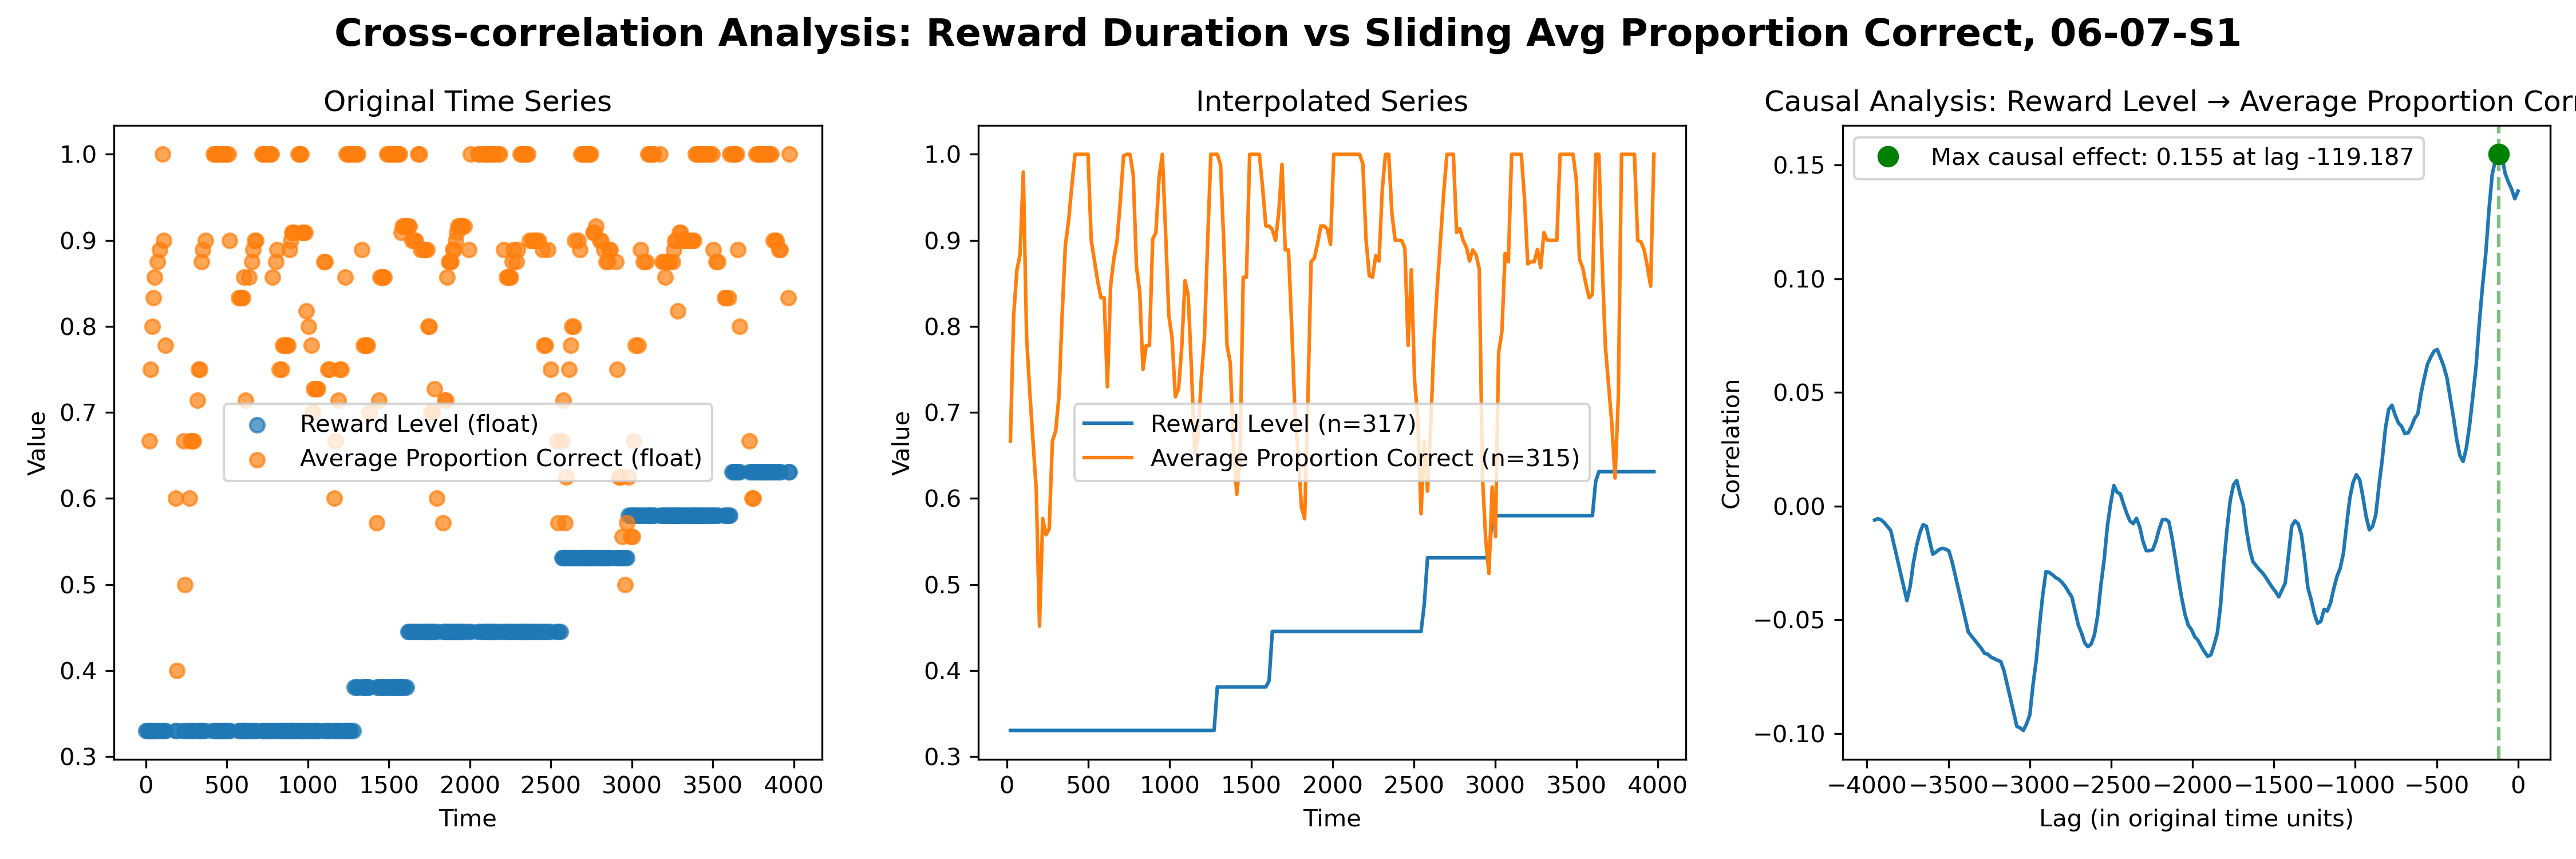 Cross-correlation Analysis: Reward Duration vs Sliding Avg Proportion Correct, 06-07-S1
Original Time Series
Value
1.0
0.9
0.8
0.7
0.6
0.5
0.4
0.3
Reward Level (float)
Average Proportion Correct (float)
0 500 1000 1500 2000 2500 3000 3500 4000
Time
Interpolated Series
Value
1.0
0.9
0.8
0.7
0.6
0.5
0.4
0.3
Reward Level (n=317)
Average Proportion Correct (n=315)
0 500 1000 1500 2000 2500 3000 3500 4000
Time
Causal Analysis: Reward Level → Average Proportion Corr
Correlation
0.15
0.10
0.05
0.00
−0.05
−0.10
Max causal effect: 0.155 at lag -119.187
−4000 −3500 −3000 −2500 −2000 −1500 −1000 −500 0
Lag (in original time units)